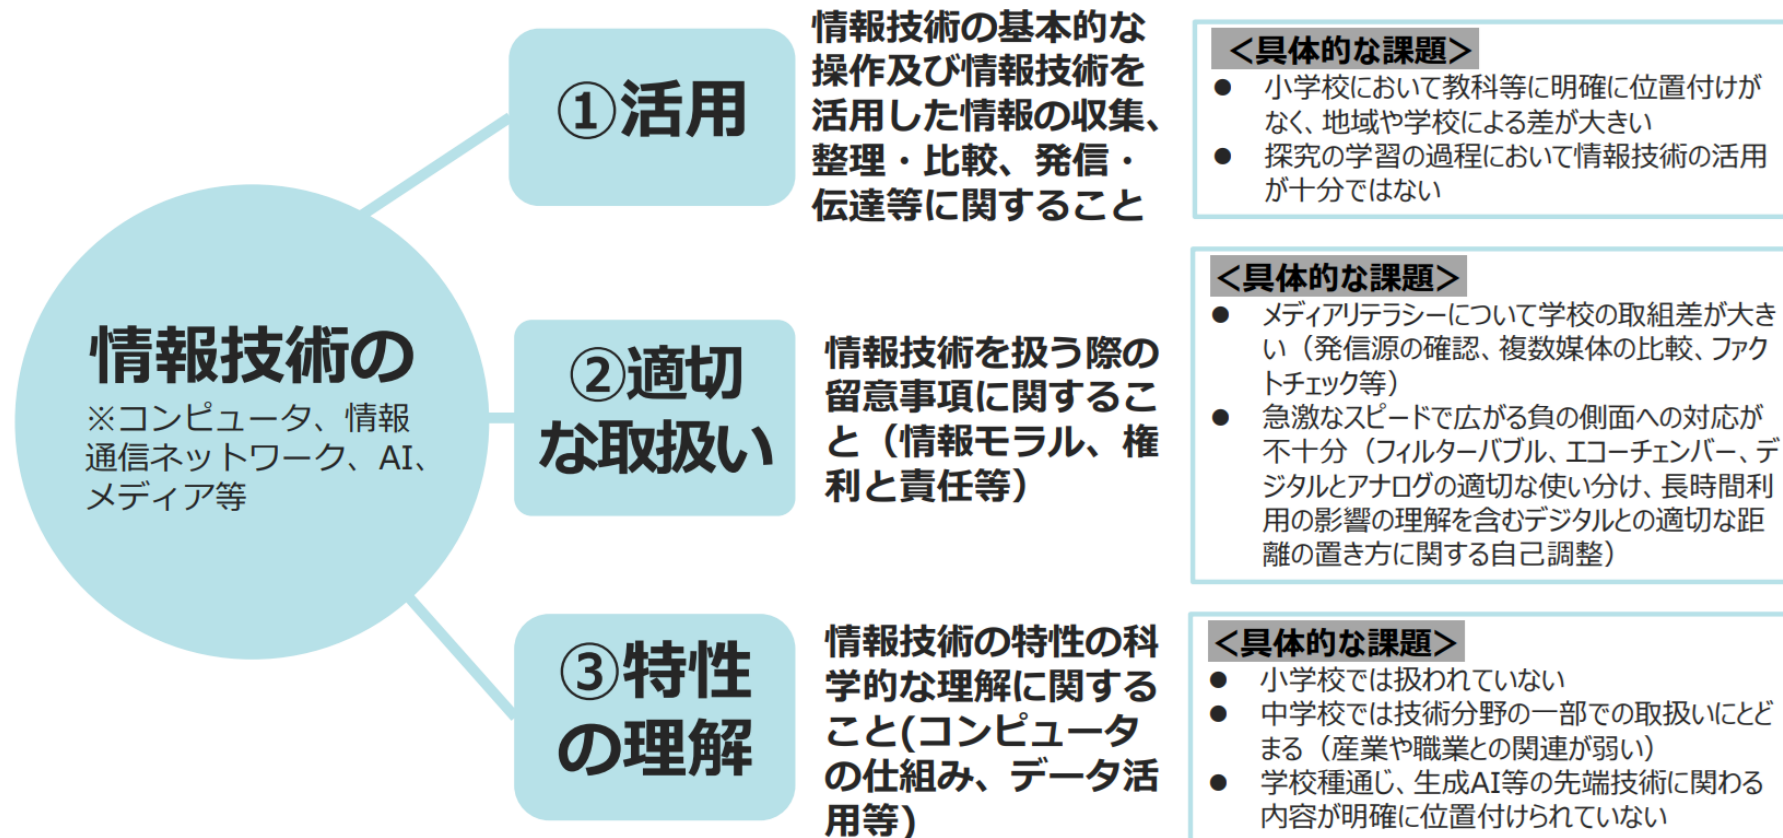 情報技術の
※コンピュータ、情報
通信ネットワーク、AI、
メディア等
①活用
情報技術の基本的な
操作及び情報技術を
活用した情報の収集、
整理・比較、発信・
伝達等に関すること
＜具体的な課題＞
● 小学校において教科等に明確に位置付けが
なく、地域や学校による差が大きい
● 探究の学習の過程において情報技術の活用
が十分ではない
②適切
な取扱い
情報技術を扱う際の
留意事項に関するこ
と（情報モラル、権
利と責任等）
＜具体的な課題＞
● メディアリテラシーについて学校の取組差が大き
い（発信源の確認、複数媒体の比較、ファク
トチェック等）
● 急激なスピードで広がる負の側面への対応が
不十分（フィルターバブル、エコーチェンバー、デ
ジタルとアナログの適切な使い分け、長時間利
用の影響の理解を含むデジタルとの適切な距
離の置き方に関する自己調整）
③特性
の理解
情報技術の特性の科
学的な理解に関する
こと(コンピュータ
の仕組み、データ活
用等)
＜具体的な課題＞
● 小学校では扱われていない
● 中学校では技術分野の一部での取扱いにとど
まる（産業や職業との関連が弱い）
● 学校種通じ、生成AI等の先端技術に関わる
内容が明確に位置付けられていない